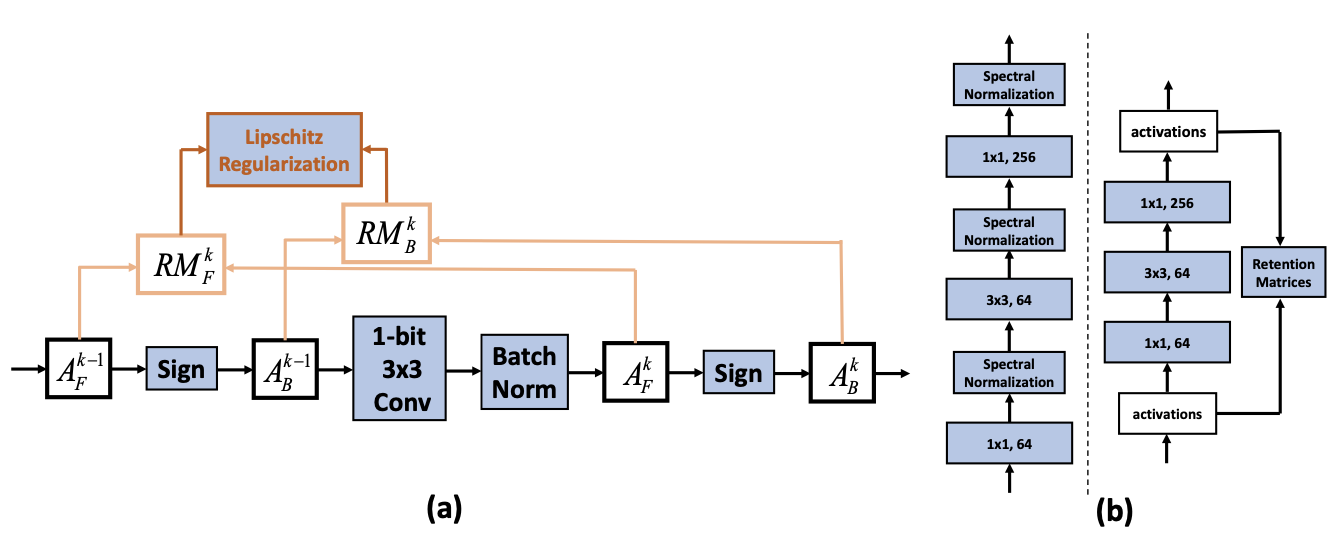 Lipschitz
Regularization
RM_F^k
RM_B^k
A_F^{k-1}
Sign
A_B^{k-1}
1-bit
3x3
Conv
Batch
Norm
A_F^k
Sign
A_B^k
(a)
Spectral
Normalization
1x1, 256
Spectral
Normalization
3x3, 64
Spectral
Normalization
1x1, 64
activations
1x1, 256
3x3, 64
Retention
Matrices
1x1, 64
activations
(b)